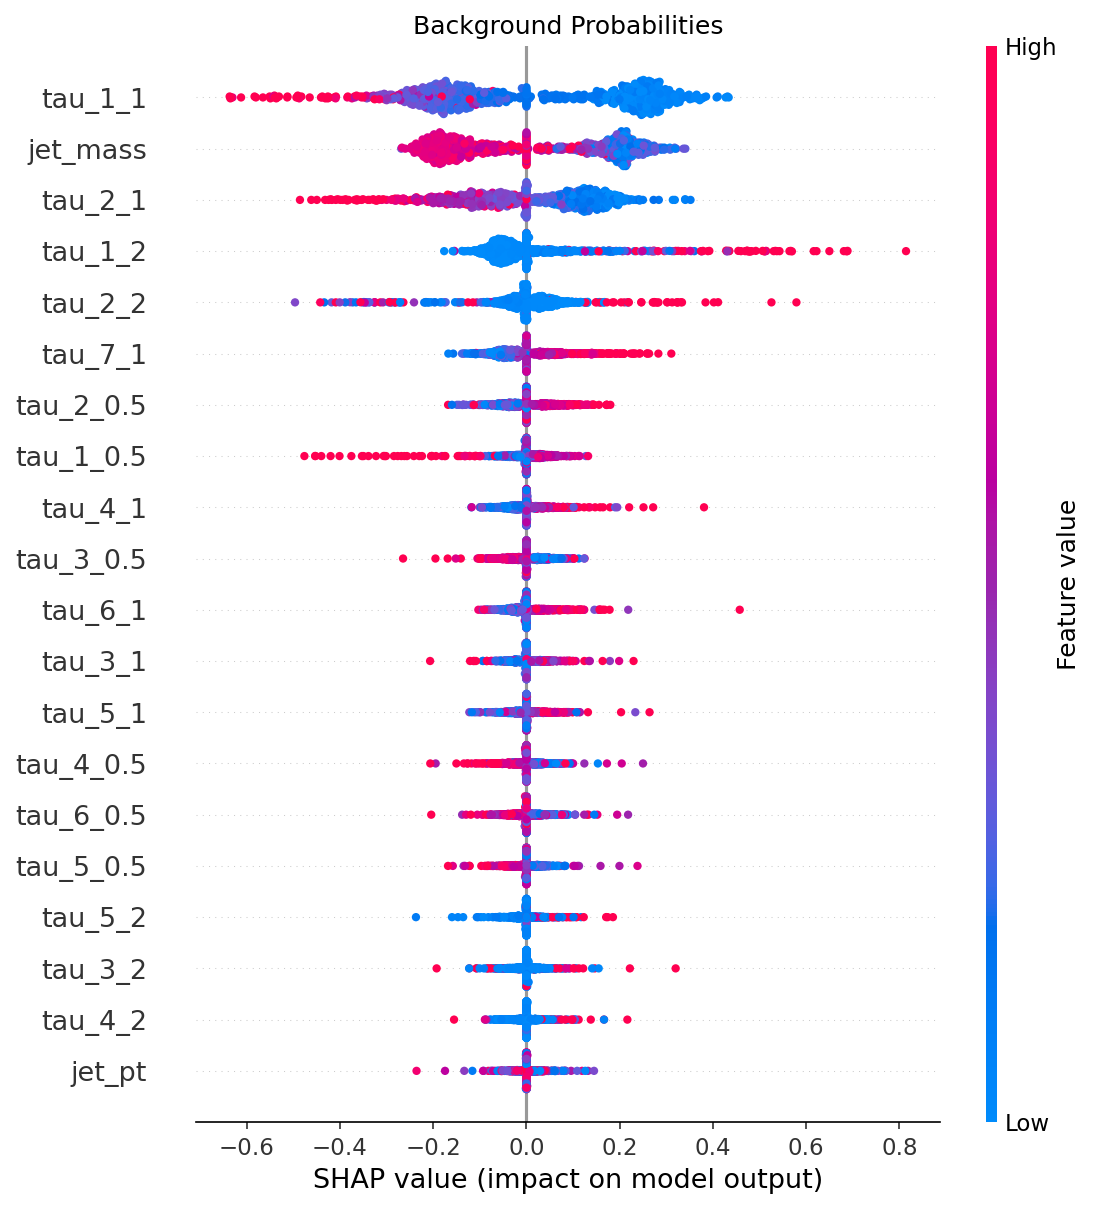 Background Probabilities
High
tau_1_1
jet_mass
tau_2_1
tau_1_2
tau_2_2
tau_7_1
tau_2_0.5
tau_1_0.5
tau_4_1
tau_3_0.5
tau_6_1
tau_3_1
tau_5_1
tau_4_0.5
tau_6_0.5
tau_5_0.5
tau_5_2
tau_3_2
tau_4_2
jet_pt
Feature value
Low
−0.6 −0.4 −0.2 0.0 0.2 0.4 0.6 0.8
SHAP value (impact on model output)